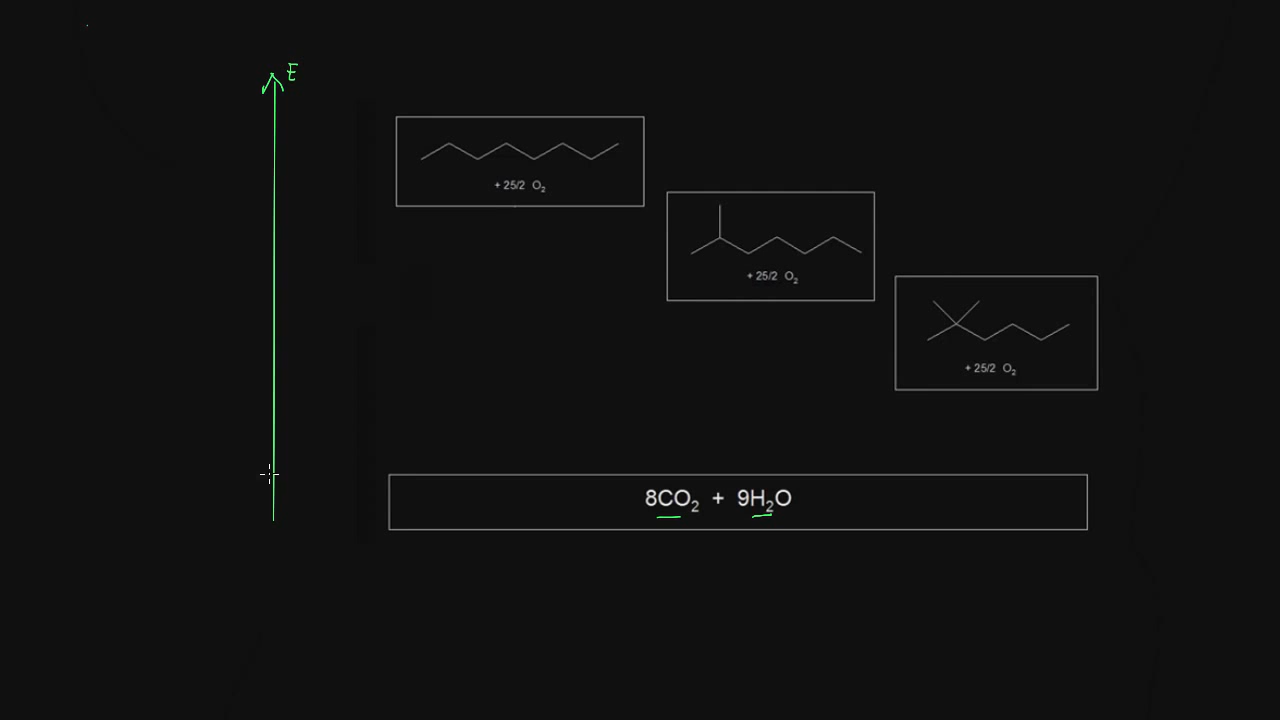 E
+ 25/2 O₂
+ 25/2 O₂
+ 25/2 O₂
8CO₂ + 9H₂O